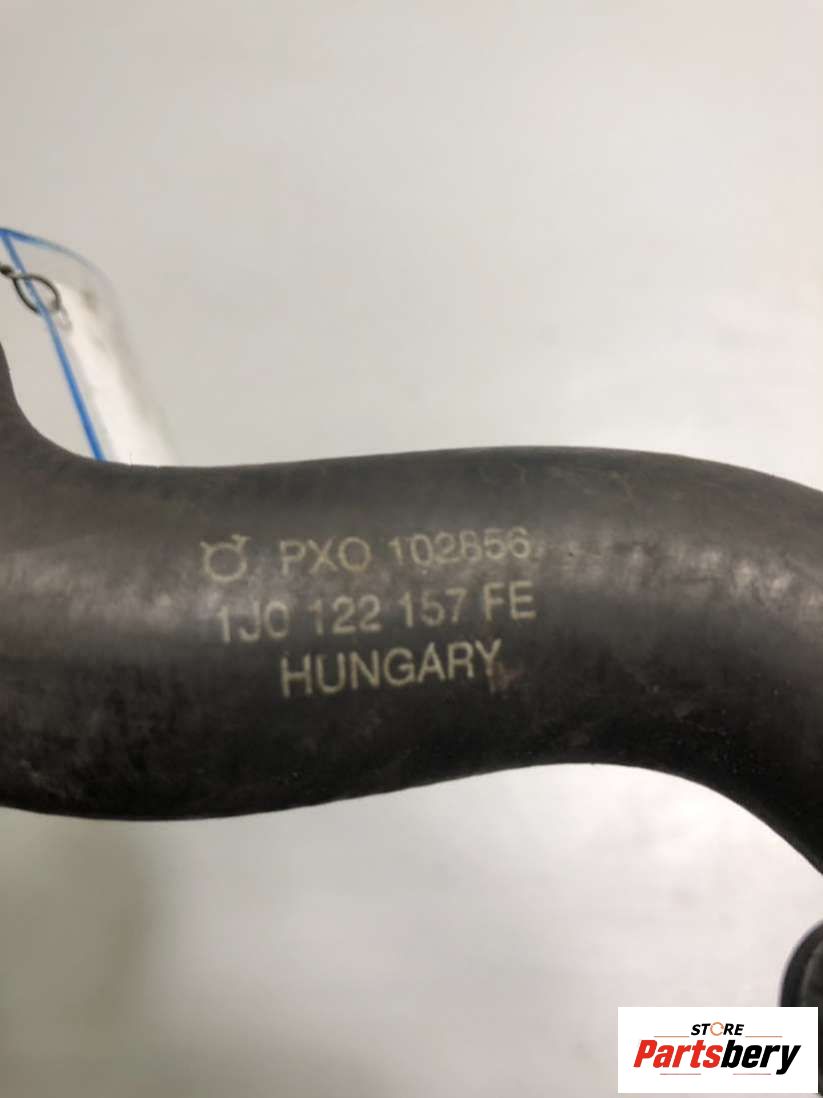 PXO 102856
1J0 122 157 FE
HUNGARY
STORE
Partsbery